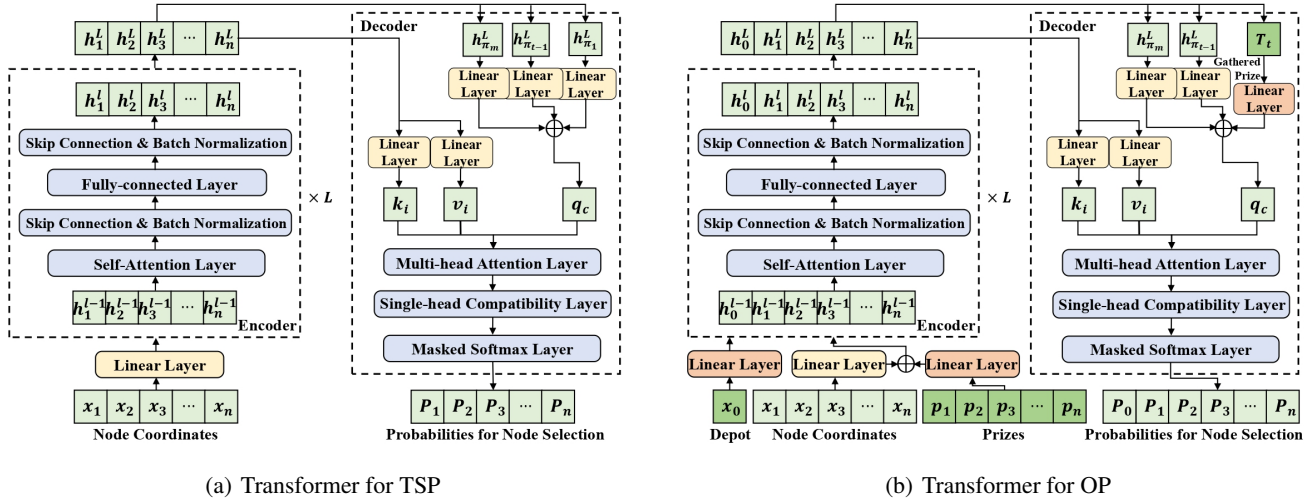 Decoder
h_1^L h_2^L h_3^L ⋯ h_n^L
h_{π_m}^L h_{π_{t-1}}^L h_{π_1}^L
Linear Layer Linear Layer Linear Layer
h_1^l h_2^l h_3^l ⋯ h_n^l
Skip Connection & Batch Normalization
Linear Layer Linear Layer
Fully-connected Layer
× L
k_i v_i q_c
Skip Connection & Batch Normalization
Self-Attention Layer
Multi-head Attention Layer
h_1^{l-1} h_2^{l-1} h_3^{l-1} ⋯ h_n^{l-1}
Single-head Compatibility Layer
Encoder
Masked Softmax Layer
Linear Layer
x_1 x_2 x_3 ⋯ x_n
P_1 P_2 P_3 ⋯ P_n
Node Coordinates
Probabilities for Node Selection
(a) Transformer for TSP
Decoder
h_0^L h_1^L h_2^L h_3^L ⋯ h_n^L
h_{π_m}^L h_{π_{t-1}}^L T_t
Gathered
Prize
Linear Layer Linear Layer Linear Layer
h_0^l h_1^l h_2^l h_3^l ⋯ h_n^l
Skip Connection & Batch Normalization
Linear Layer Linear Layer
Fully-connected Layer
× L
k_i v_i q_c
Skip Connection & Batch Normalization
Self-Attention Layer
Multi-head Attention Layer
h_0^{l-1} h_1^{l-1} h_2^{l-1} h_3^{l-1} ⋯ h_n^{l-1}
Single-head Compatibility Layer
Encoder
Masked Softmax Layer
Linear Layer Linear Layer Linear Layer
x_0 x_1 x_2 x_3 ⋯ x_n p_1 p_2 p_3 ⋯ p_n
P_0 P_1 P_2 P_3 ⋯ P_n
Depot Node Coordinates Prizes
Probabilities for Node Selection
(b) Transformer for OP